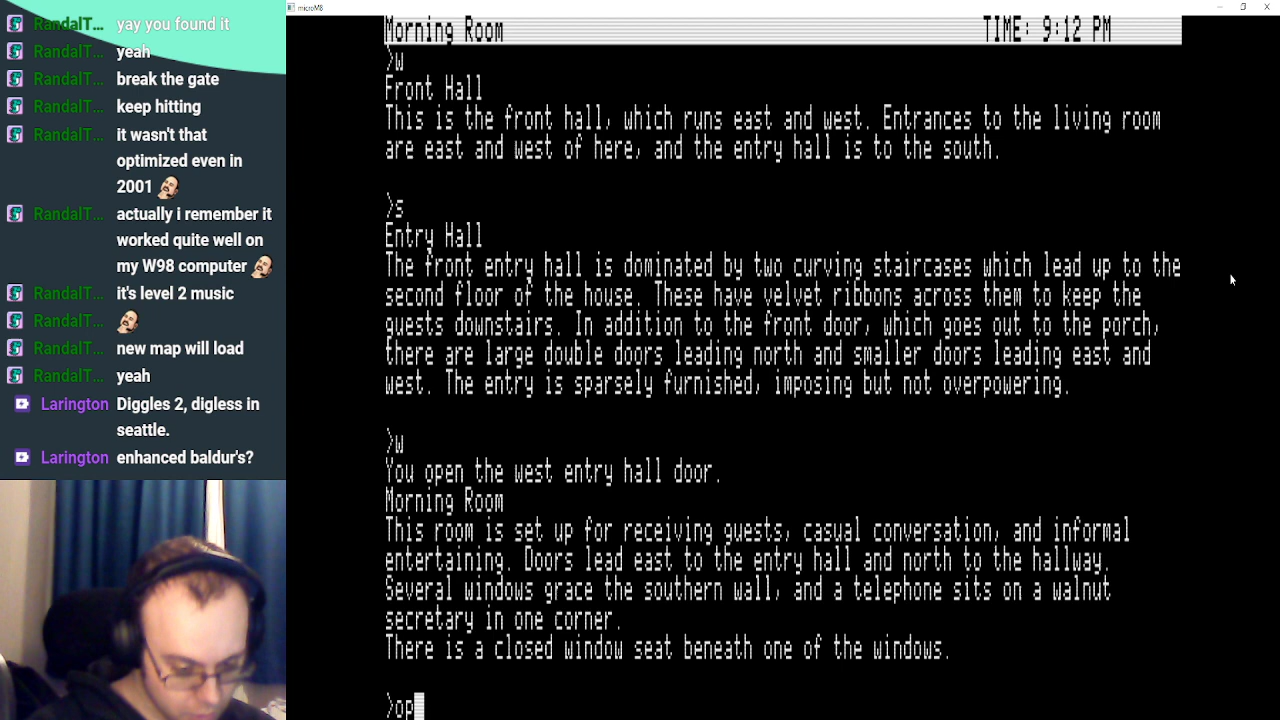 RandalT... yay you found it
RandalT... yeah
RandalT... break the gate
RandalT... keep hitting
RandalT... it wasn't that
optimized even in
2001
RandalT... actually i remember it
worked quite well on
my W98 computer
RandalT... it's level 2 music
RandalT...
RandalT... new map will load
RandalT... yeah
Larington Diggles 2, digless in
seattle.
Larington enhanced baldur's?
microM8
Morning Room TIME: 9:12 PM
>w
Front Hall
This is the front hall, which runs east and west. Entrances to the living room
are east and west of here, and the entry hall is to the south.
>s
Entry Hall
The front entry hall is dominated by two curving staircases which lead up to the
second floor of the house. These have velvet ribbons across them to keep the
guests downstairs. In addition to the front door, which goes out to the porch,
there are large double doors leading north and smaller doors leading east and
west. The entry is sparsely furnished, imposing but not overpowering.
>w
You open the west entry hall door.
Morning Room
This room is set up for receiving guests, casual conversation, and informal
entertaining. Doors lead east to the entry hall and north to the hallway.
Several windows grace the southern wall, and a telephone sits on a walnut
secretary in one corner.
There is a closed window seat beneath one of the windows.
>op